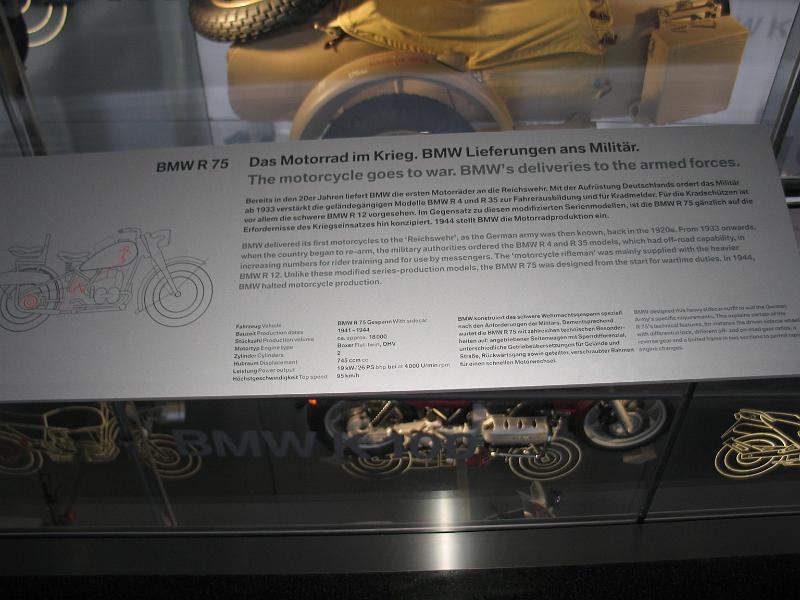 BMW R 75
Das Motorrad im Krieg. BMW Lieferungen ans Militär.
The motorcycle goes to war. BMW's deliveries to the armed forces.
Bereits in den 20er Jahren liefert BMW die ersten Motorräder an die Reichswehr. Mit der Aufrüstung Deutschlands ordert das Militär
ab 1933 verstärkt die geländegängigen Modelle BMW R 4 und R 35 zur Fahrerausbildung und für Kradmelder. Für die Kradschützen ist
vor allem die schwere BMW R 12 vorgesehen. Im Gegensatz zu diesen modifizierten Serienmodellen, ist die BMW R 75 gänzlich auf die
Erfordernisse des Kriegseinsatzes hin konzipiert. 1944 stellt BMW die Motorradproduktion ein.
BMW delivered its first motorcycles to the 'Reichswehr', as the German army was then known, back in the 1920s. From 1933 onwards,
when the country began to re-arm, the military authorities ordered the BMW R 4 and R 35 models, which had off-road capability, in
increasing numbers for rider training and for use by messengers. The 'motorcycle rifleman' was mainly supplied with the heavier
BMW R 12. Unlike these modified series-production models, the BMW R 75 was designed from the start for wartime duties. In 1944,
BMW halted motorcycle production.
Fahrzeug Vehicle BMW R 75 Gespann With sidecar
Bauzeit Production dates 1941–1944
Stückzahl Production volume ca. approx. 18000
Motortyp Engine type Boxer Flat-twin, OHV
Zylinder Cylinders 2
Hubraum Displacement 745 ccm cc
Leistung Power output 19 kW/26 PS bhp bei at 4000 U/min rpm
Höchstgeschwindigkeit Top speed 95 km/h
BMW konstruiert das schwere Wehrmachtsgespann speziell
nach den Anforderungen der Militärs. Dementsprechend
wartet die BMW R 75 mit zahlreichen technischen Besonder-
heiten auf: angetriebener Seitenwagen mit Sperrdifferenzial,
unterschiedliche Getriebeübersetzungen für Gelände und
Straße, Rückwärtsgang sowie geteilter, verschraubter Rahmen
für einen schnellen Motorwechsel.
BMW designed this heavy sidecar outfit to suit the German
Army's specific requirements. This explains certain of the
R 75's technical features, for instance the driven sidecar wheel
with differential lock, different off- and on-road gear ratios, a
reverse gear and a bolted frame in two sections to permit rapid
engine changes.
BMW K 100